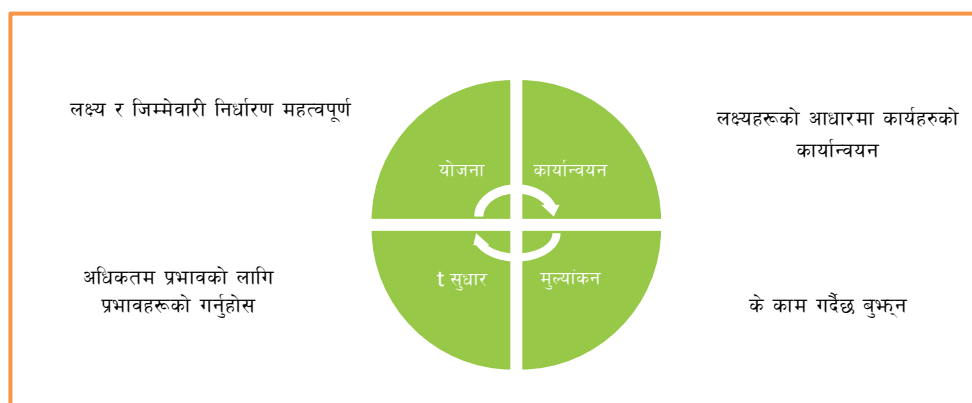 लक्ष्य र जिम्मेवारी निर्धारण महत्वपूर्ण
लक्ष्यहरूको आधारमा कार्यहरुको
कार्यान्वयन
योजना
कार्यान्वयन
t सुधार
मुल्यांकन
अधिकतम प्रभावको लागि
प्रभावहरूको गर्नुहोस
के काम गर्दैछ बुझ्न